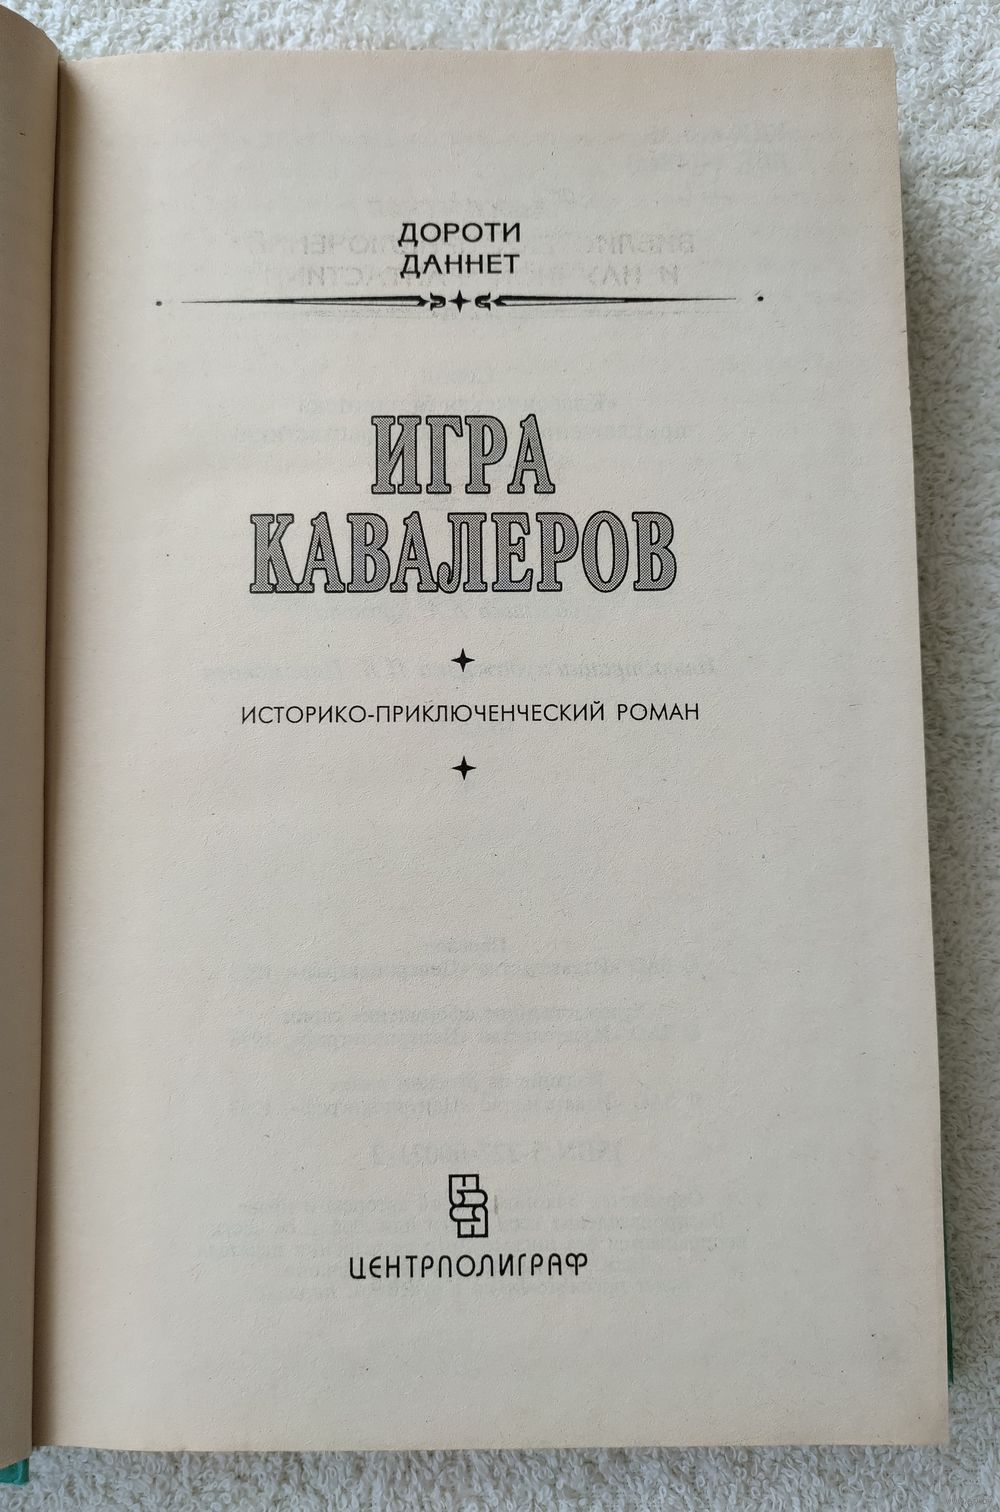 ДОРОТИ
ДАННЕТ
ИГРА
КАВАЛЕРОВ
ИСТОРИКО-ПРИКЛЮЧЕНЧЕСКИЙ РОМАН
ЦЕНТРПОЛИГРАФ